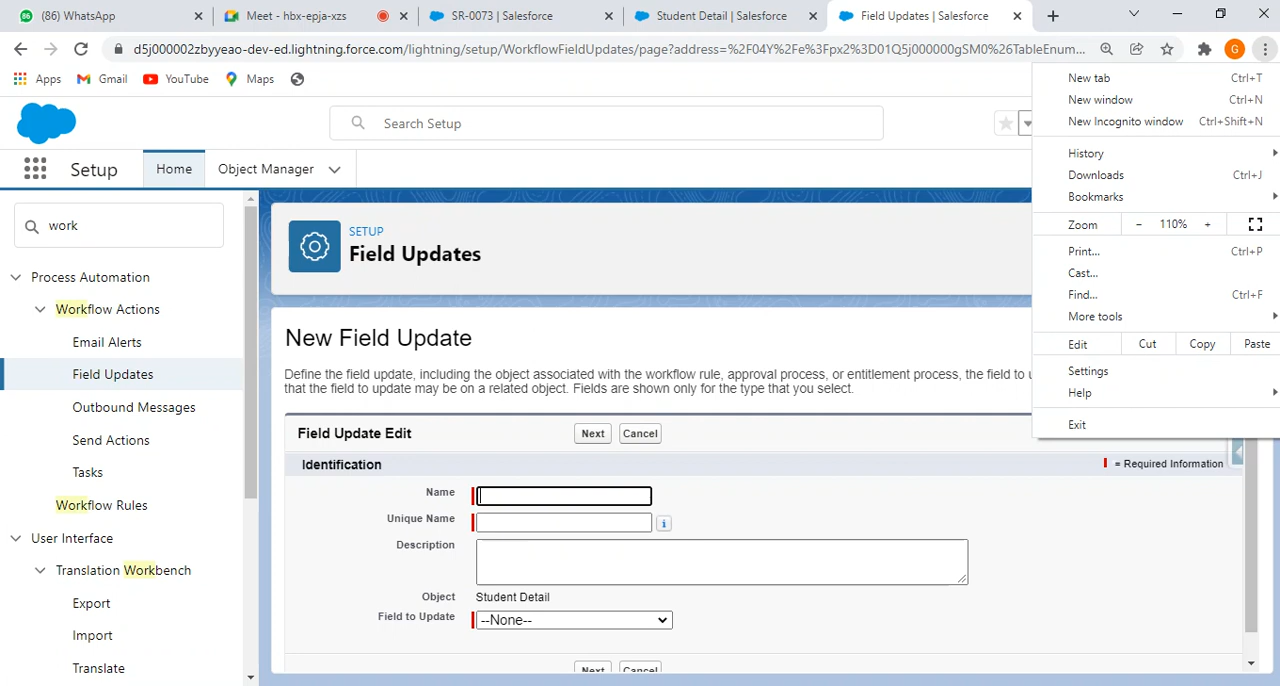 (86) WhatsApp
Meet - hbx-epja-xzs
SR-0073 | Salesforce
Student Detail | Salesforce
Field Updates | Salesforce
d5j000002zbyyeao-dev-ed.lightning.force.com/lightning/setup/WorkflowFieldUpdates/page?address=%2F04Y%2Fe%3Fpx2%3D01Q5j000000gSM0%26TableEnum...
G
Apps
Gmail
YouTube
Maps
Search Setup
Setup
Home
Object Manager
work
Process Automation
Workflow Actions
Email Alerts
Field Updates
Outbound Messages
Send Actions
Tasks
Workflow Rules
User Interface
Translation Workbench
Export
Import
Translate
SETUP
Field Updates
New Field Update
Define the field update, including the object associated with the workflow rule, approval process, or entitlement process, the field to
that the field to update may be on a related object. Fields are shown only for the type that you select.
Field Update Edit
Next
Cancel
Identification
= Required Information
Name
Unique Name
i
Description
Object
Student Detail
Field to Update
--None--
Next
Cancel
New tab Ctrl+T
New window Ctrl+N
New Incognito window Ctrl+Shift+N
History
Downloads Ctrl+J
Bookmarks
Zoom - 110% +
Print... Ctrl+P
Cast...
Find... Ctrl+F
More tools
Edit Cut Copy Paste
Settings
Help
Exit